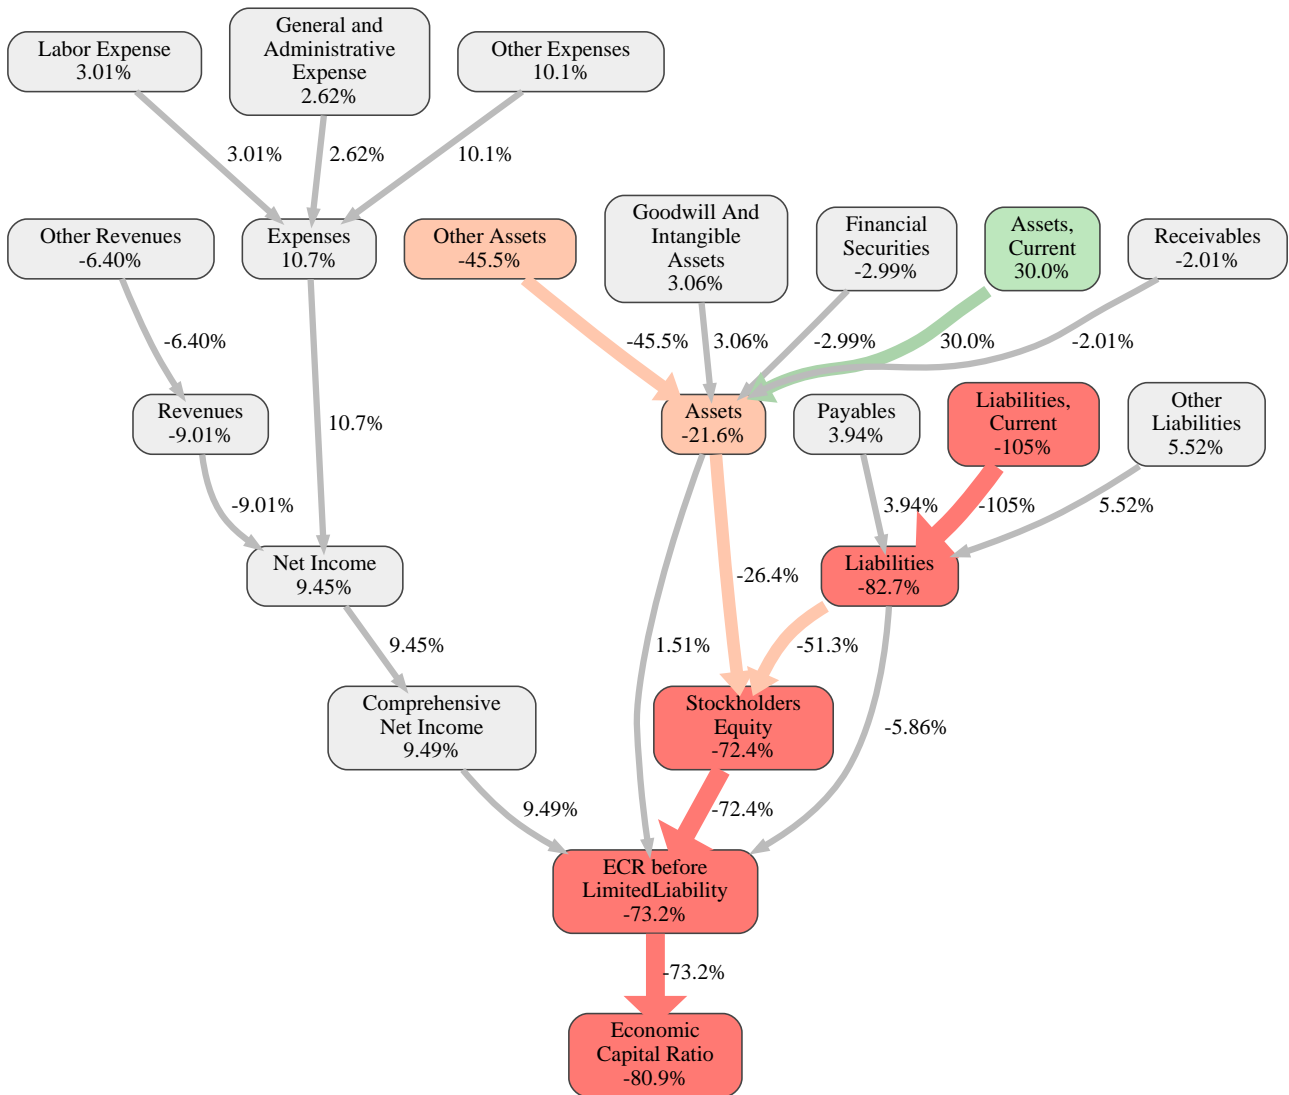 Labor Expense
3.01%
General and
Administrative
Expense
2.62%
Other Expenses
10.1%
3.01%
2.62%
10.1%
Other Revenues
-6.40%
Expenses
10.7%
Other Assets
-45.5%
Goodwill And
Intangible
Assets
3.06%
Financial
Securities
-2.99%
Assets,
Current
30.0%
Receivables
-2.01%
-6.40%
-45.5%
3.06%
-2.99%
30.0%
-2.01%
Revenues
-9.01%
10.7%
Assets
-21.6%
Payables
3.94%
Liabilities,
Current
-105%
Other
Liabilities
5.52%
-9.01%
3.94%
-105%
5.52%
Net Income
9.45%
-26.4%
Liabilities
-82.7%
9.45%
1.51%
-51.3%
Comprehensive
Net Income
9.49%
Stockholders
Equity
-72.4%
-5.86%
9.49%
-72.4%
ECR before
LimitedLiability
-73.2%
-73.2%
Economic
Capital Ratio
-80.9%